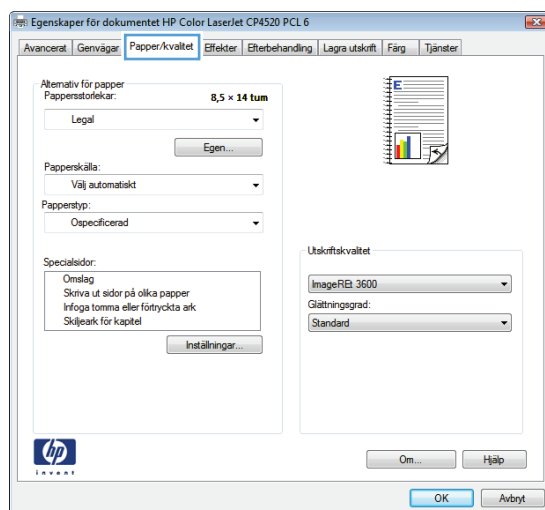 Egenskaper för dokumentet HP Color LaserJet CP4520 PCL 6
Avancerat Genvägar Papper/kvalitet Effekter Efterbehandling Lagra utskrift Färg Tjänster
Alternativ för papper
Pappersstorlekar: 8,5 × 14 tum
Legal
Egen...
Papperskälla:
Välj automatiskt
Papperstyp:
Ospecificerad
Specialsidor:
Omslag
Skriva ut sidor på olika papper
Infoga tomma eller förtryckta ark
Skiljeark för kapitel
Inställningar...
E
Utskriftskvalitet
ImageREt 3600
Glättningsgrad:
Standard
hp
invent
Om... Hjälp
OK Avbryt